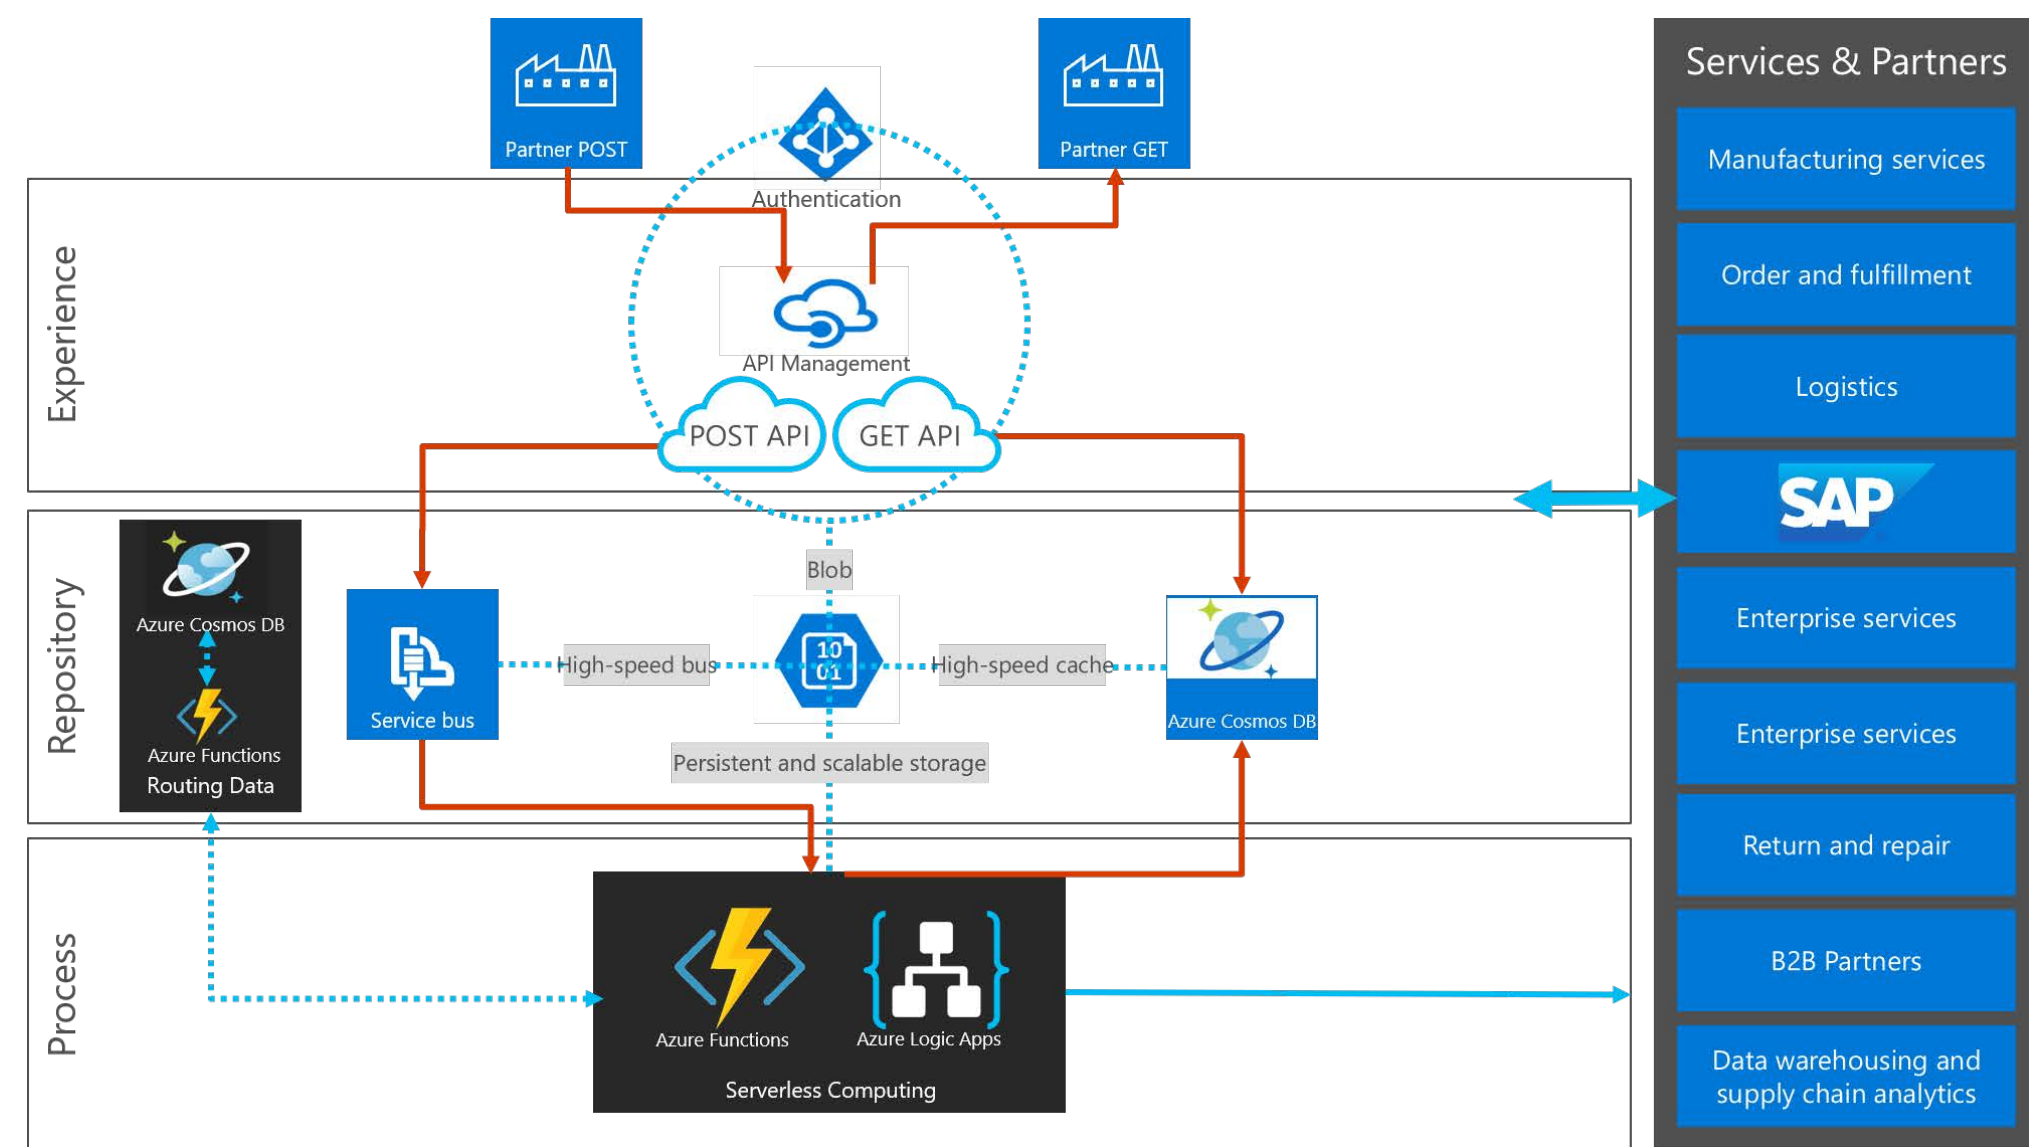 Partner POST
Authentication
Partner GET
Experience
API Management
POST API
GET API
Repository
Azure Cosmos DB
Azure Functions
Routing Data
Service bus
Blob
High-speed bus
10
01
High-speed cache
Persistent and scalable storage
Azure Cosmos DB
Process
Azure Functions
Azure Logic Apps
Serverless Computing
Services & Partners
Manufacturing services
Order and fulfillment
Logistics
SAP
Enterprise services
Enterprise services
Return and repair
B2B Partners
Data warehousing and
supply chain analytics